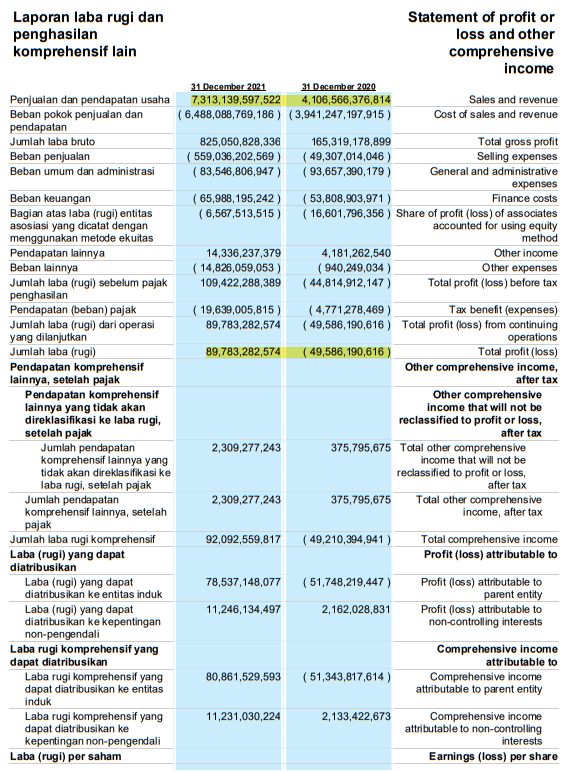 Laporan laba rugi dan
penghasilan
komprehensif lain
Statement of profit or
loss and other
comprehensive
income
31 December 2021 31 December 2020
Penjualan dan pendapatan usaha 7,313,139,597,522 4,106,566,376,814 Sales and revenue
Beban pokok penjualan dan
pendapatan
( 6,488,088,769,186 ) ( 3,941,247,197,915 ) Cost of sales and revenue
Jumlah laba bruto 825,050,828,336 165,319,178,899 Total gross profit
Beban penjualan ( 559,036,202,569 ) ( 49,307,014,046 ) Selling expenses
Beban umum dan administrasi ( 83,546,806,947 ) ( 93,657,390,179 ) General and administrative
expenses
Beban keuangan ( 65,988,195,242 ) ( 53,808,903,971 ) Finance costs
Bagian atas laba (rugi) entitas
asosiasi yang dicatat dengan
menggunakan metode ekuitas
( 6,567,513,515 ) ( 16,601,796,356 ) Share of profit (loss) of associates
accounted for using equity
method
Pendapatan lainnya 14,336,237,379 4,181,262,540 Other income
Beban lainnya ( 14,826,059,053 ) ( 940,249,034 ) Other expenses
Jumlah laba (rugi) sebelum pajak
penghasilan
109,422,288,389 ( 44,814,912,147 ) Total profit (loss) before tax
Pendapatan (beban) pajak ( 19,639,005,815 ) ( 4,771,278,469 ) Tax benefit (expenses)
Jumlah laba (rugi) dari operasi
yang dilanjutkan
89,783,282,574 ( 49,586,190,616 ) Total profit (loss) from continuing
operations
Jumlah laba (rugi) 89,783,282,574 ( 49,586,190,616 ) Total profit (loss)
Pendapatan komprehensif
lainnya, setelah pajak
Other comprehensive income,
after tax
Pendapatan komprehensif
lainnya yang tidak akan
direklasifikasi ke laba rugi,
setelah pajak
Other comprehensive
income that will not be
reclassified to profit or loss,
after tax
Jumlah pendapatan
komprehensif lainnya yang
tidak akan direklasifikasi ke
laba rugi, setelah pajak
2,309,277,243 375,795,675 Total other comprehensive
income that will not be
reclassified to profit or loss,
after tax
Jumlah pendapatan
komprehensif lainnya, setelah
pajak
2,309,277,243 375,795,675 Total other comprehensive
income, after tax
Jumlah laba rugi komprehensif 92,092,559,817 ( 49,210,394,941 ) Total comprehensive income
Laba (rugi) yang dapat
diatribusikan
Profit (loss) attributable to
Laba (rugi) yang dapat
diatribusikan ke entitas induk
78,537,148,077 ( 51,748,219,447 ) Profit (loss) attributable to
parent entity
Laba (rugi) yang dapat
diatribusikan ke kepentingan
non-pengendali
11,246,134,497 2,162,028,831 Profit (loss) attributable to
non-controlling interests
Laba rugi komprehensif yang
dapat diatribusikan
Comprehensive income
attributable to
Laba rugi komprehensif yang
dapat diatribusikan ke entitas
induk
80,861,529,593 ( 51,343,817,614 ) Comprehensive income
attributable to parent entity
Laba rugi komprehensif yang
dapat diatribusikan ke
kepentingan non-pengendali
11,231,030,224 2,133,422,673 Comprehensive income
attributable to non-controlling
interests
Laba (rugi) per saham Earnings (loss) per share